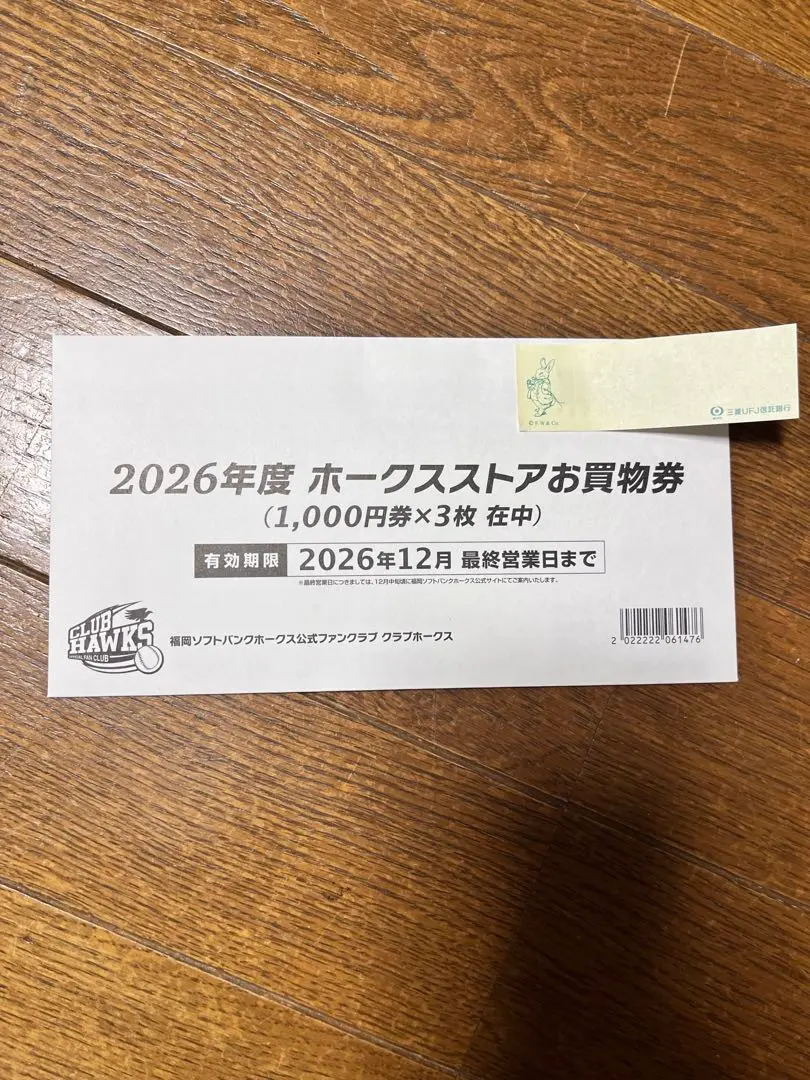 ©F.W.& Co.
三菱UFJ信託銀行
2026年度 ホークスストアお買物券
（1,000円券×3枚 在中）
有効期限 2026年12月 最終営業日まで
※最終営業日につきましては、12月中旬頃に福岡ソフトバンクホークス公式サイトにてご案内いたします。
CLUB
HAWKS
OFFICIAL FAN CLUB
福岡ソフトバンクホークス公式ファンクラブ クラブホークス
2 022222 061476